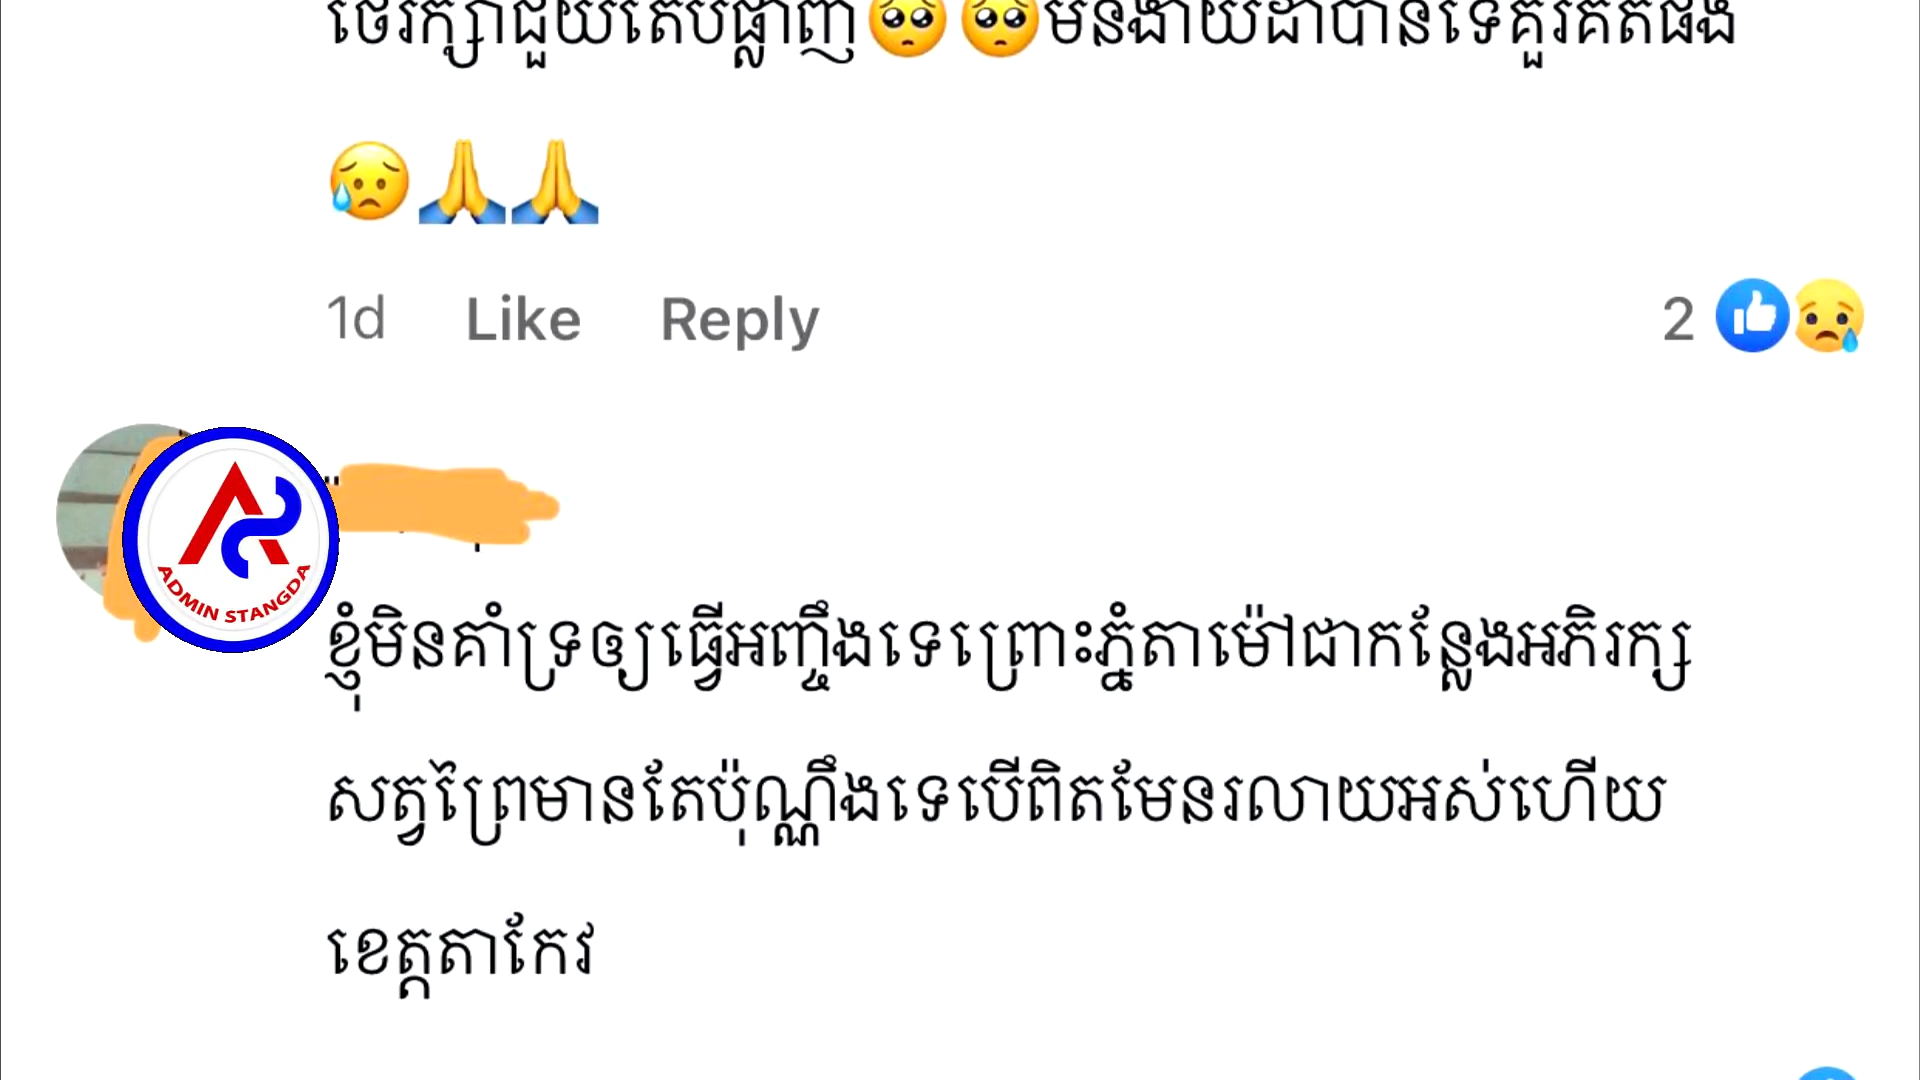 ថែរក្សាជួយតែបំផ្លាញ🥺🥺មិនងាយដាំបានទេគួរគិតផង
😥🙏🙏
1d Like Reply 2
ADMIN STANGDA
ខ្ញុំមិនគាំទ្រឲ្យធ្វើអញ្ចឹងទេព្រោះភ្នំតាម៉ៅជាកន្លែងអភិរក្ស
សត្វព្រៃមានតែប៉ុណ្ណឹងទេបើពិតមែនរលាយអស់ហើយ
ខេត្តតាកែវ